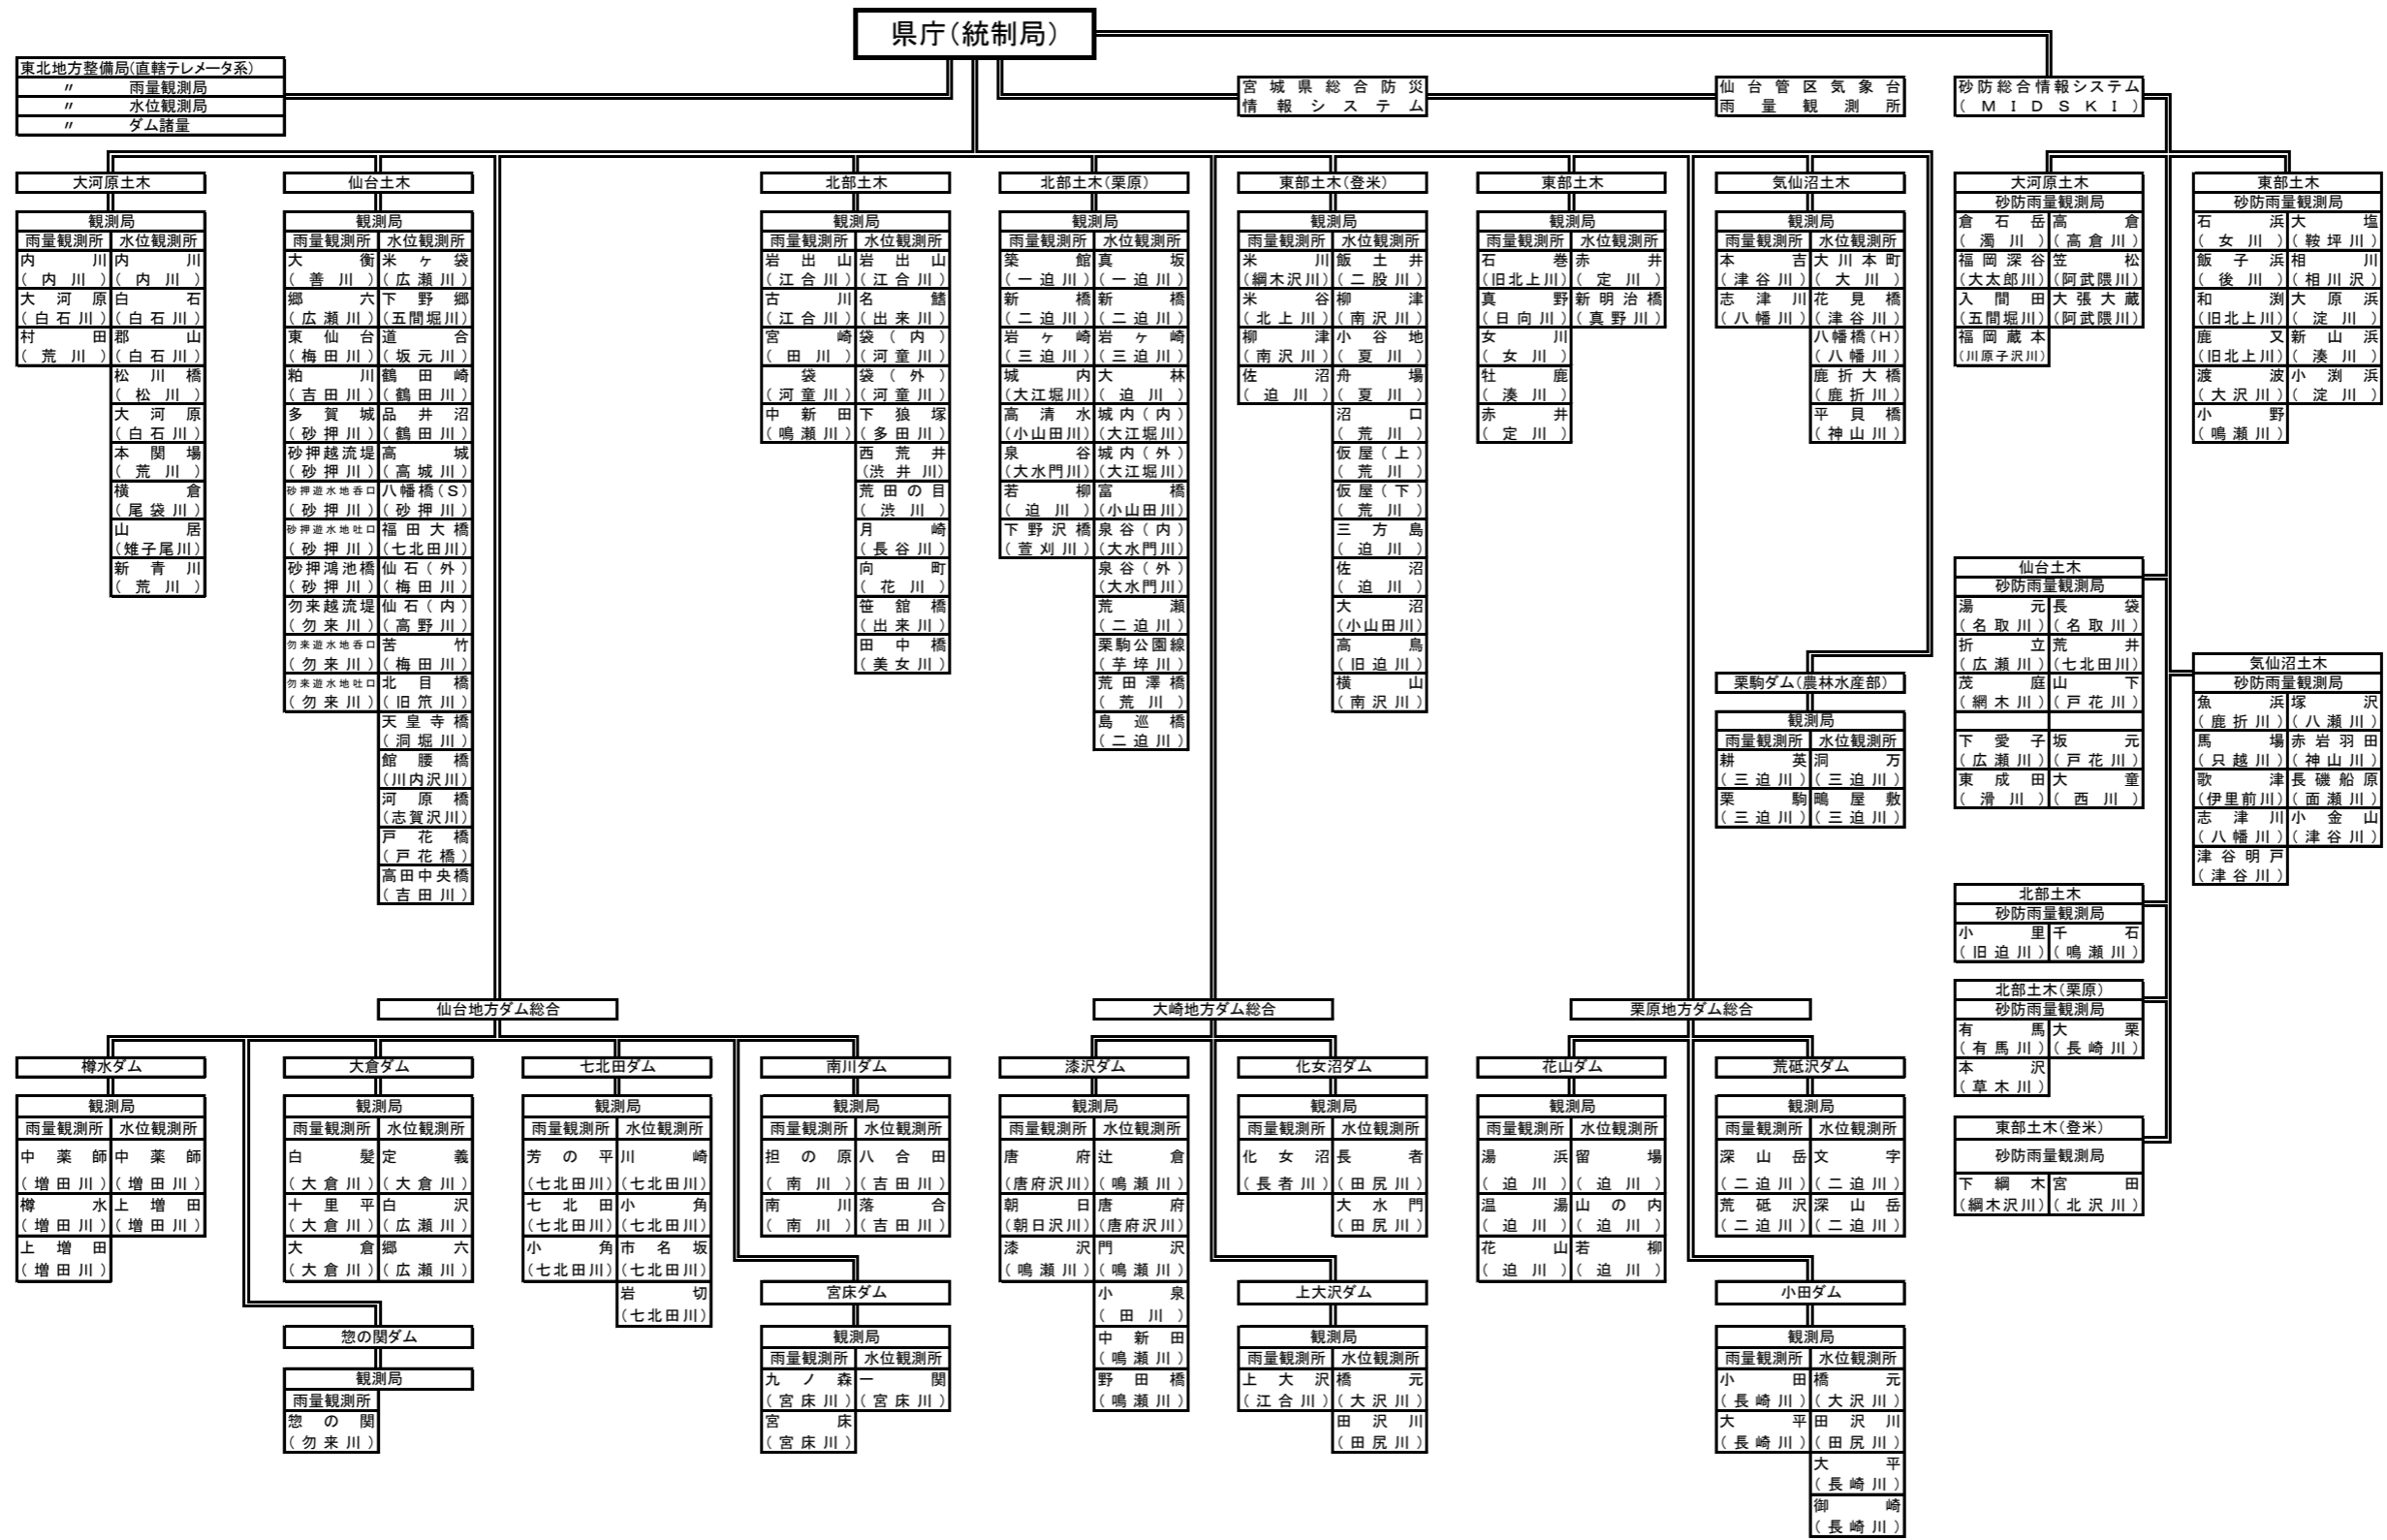 県庁(統制局)
東北地方整備局(直轄テレメータ系)
〃 雨量観測局
〃 水位観測局
〃 ダム諸量
宮城県総合防災
情報システム
仙台管区気象台
雨量観測所
砂防総合情報システム
(MIDSKI)
大河原土木
観測局
雨量観測所 水位観測所
内川 内川
(内川) (内川)
大河原 白石
(白石川) (白石川)
村田 郡山
(荒川) (白石川)
松川橋
(松川)
大河原
(白石川)
本関場
(荒川)
横倉
(尾袋川)
山居
(雉子尾川)
新青川
(荒川)
仙台土木
観測局
雨量観測所 水位観測所
大衡 米ヶ袋
(善川) (広瀬川)
郷六 下野郷
(広瀬川) (五間堀川)
東仙台 道合
(梅田川) (坂元川)
粕川 鶴田崎
(吉田川) (鶴田川)
多賀城 品井沼
(砂押川) (鶴田川)
砂押越流堤 高城
(砂押川) (高城川)
砂押遊水地呑口 八幡橋(S)
(砂押川) (砂押川)
砂押遊水地吐口 福田大橋
(砂押川) (七北田川)
砂押鴻池橋 仙石(外)
(砂押川) (梅田川)
勿来越流堤 仙石(内)
(勿来川) (高野川)
勿来遊水地呑口 苦竹
(勿来川) (梅田川)
勿来遊水地吐口 北目橋
(勿来川) (旧笊川)
天皇寺橋
(洞堀川)
館腰橋
(川内沢川)
河原橋
(志賀沢川)
戸花橋
(戸花橋)
高田中央橋
(吉田川)
北部土木
観測局
雨量観測所 水位観測所
岩出山 岩出山
(江合川) (江合川)
古川 名鰭
(江合川) (出来川)
宮崎 袋(内)
(田川) (河童川)
袋 袋(外)
(河童川) (河童川)
中新田 下狼塚
(鳴瀬川) (多田川)
西荒井
(渋井川)
荒田の目
(渋川)
月崎
(長谷川)
向町
(花川)
笹舘橋
(出来川)
田中橋
(美女川)
北部土木(栗原)
観測局
雨量観測所 水位観測所
築館 真坂
(一迫川) (一迫川)
新橋 新橋
(二迫川) (二迫川)
岩ヶ崎 岩ヶ崎
(三迫川) (三迫川)
城内 大林
(大江堀川) (迫川)
高清水 城内(内)
(小山田川) (大江堀川)
泉谷 城内(外)
(大水門川) (大江堀川)
若柳 富橋
(迫川) (小山田川)
下野沢橋 泉谷(内)
(萱刈川) (大水門川)
泉谷(外)
(大水門川)
荒瀬
(二迫川)
栗駒公園線
(芋埣川)
荒田澤橋
(荒川)
島巡橋
(二迫川)
東部土木(登米)
観測局
雨量観測所 水位観測所
米川 飯土井
(綱木沢川) (二股川)
米谷 柳津
(北上川) (南沢川)
柳津 小谷地
(南沢川) (夏川)
佐沼 舟場
(迫川) (夏川)
沼口
(荒川)
仮屋(上)
(荒川)
仮屋(下)
(荒川)
三方島
(迫川)
佐沼
(迫川)
大沼
(小山田川)
高鳥
(旧迫川)
横山
(南沢川)
東部土木
観測局
雨量観測所 水位観測所
石巻 赤井
(旧北上川) (定川)
真野 新明治橋
(日向川) (真野川)
女川
(女川)
牡鹿
(湊川)
赤井
(定川)
気仙沼土木
観測局
雨量観測所 水位観測所
本吉 大川本町
(津谷川) (大川)
志津川 花見橋
(八幡川) (津谷川)
八幡橋(H)
(八幡川)
鹿折大橋
(鹿折川)
平貝橋
(神山川)
栗駒ダム(農林水産部)
観測局
雨量観測所 水位観測所
耕英 洞万
(三迫川) (三迫川)
栗駒 鴫屋敷
(三迫川) (三迫川)
大河原土木
砂防雨量観測局
倉石岳 高倉
(濁川) (高倉川)
福岡深谷 笠松
(大太郎川) (阿武隈川)
入間田 大張大蔵
(五間堀川) (阿武隈川)
福岡蔵本
(川原子沢川)
東部土木
砂防雨量観測局
石浜 大塩
(女川) (鞍坪川)
飯子浜 相川
(後川) (相川沢)
和渕 大原浜
(旧北上川) (淀川)
鹿又 新山浜
(旧北上川) (湊川)
渡波 小渕浜
(大沢川) (淀川)
小野
(鳴瀬川)
仙台土木
砂防雨量観測局
湯元 長袋
(名取川) (名取川)
折立 荒井
(広瀬川) (七北田川)
茂庭 山下
(網木川) (戸花川)
下愛子 坂元
(広瀬川) (戸花川)
東成田 大童
(滑川) (西川)
気仙沼土木
砂防雨量観測局
魚浜 塚沢
(鹿折川) (八瀬川)
馬場 赤岩羽田
(只越川) (神山川)
歌津 長磯船原
(伊里前川) (面瀬川)
志津川 小金山
(八幡川) (津谷川)
津谷明戸
(津谷川)
北部土木
砂防雨量観測局
小里 千石
(旧迫川) (鳴瀬川)
北部土木(栗原)
砂防雨量観測局
有馬 大栗
(有馬川) (長崎川)
本沢
(草木川)
東部土木(登米)
砂防雨量観測局
下綱木 宮田
(綱木沢川) (北沢川)
仙台地方ダム総合
樽水ダム
観測局
雨量観測所 水位観測所
中薬師 中薬師
(増田川) (増田川)
樽水 上増田
(増田川) (増田川)
上増田
(増田川)
大倉ダム
観測局
雨量観測所 水位観測所
白髪 定義
(大倉川) (大倉川)
十里平 白沢
(大倉川) (広瀬川)
大倉 郷六
(大倉川) (広瀬川)
惣の関ダム
観測局
雨量観測所
惣の関
(勿来川)
七北田ダム
観測局
雨量観測所 水位観測所
芳の平 川崎
(七北田川) (七北田川)
七北田 小角
(七北田川) (七北田川)
小角 市名坂
(七北田川) (七北田川)
岩切
(七北田川)
南川ダム
観測局
雨量観測所 水位観測所
担の原 八合田
(南川) (吉田川)
南川 落合
(南川) (吉田川)
宮床ダム
観測局
雨量観測所 水位観測所
九ノ森 一関
(宮床川) (宮床川)
宮床
(宮床川)
大崎地方ダム総合
漆沢ダム
観測局
雨量観測所 水位観測所
唐府 辻倉
(唐府沢川) (鳴瀬川)
朝日 唐府
(朝日沢川) (唐府沢川)
漆沢 門沢
(鳴瀬川) (鳴瀬川)
小泉
(田川)
中新田
(鳴瀬川)
野田橋
(鳴瀬川)
化女沼ダム
観測局
雨量観測所 水位観測所
化女沼 長者
(長者川) (田尻川)
大水門
(田尻川)
上大沢ダム
観測局
雨量観測所 水位観測所
上大沢 橋元
(江合川) (大沢川)
田沢川
(田尻川)
栗原地方ダム総合
花山ダム
観測局
雨量観測所 水位観測所
湯浜 留場
(迫川) (迫川)
温湯 山の内
(迫川) (迫川)
花山 若柳
(迫川) (迫川)
荒砥沢ダム
観測局
雨量観測所 水位観測所
深山岳 文字
(二迫川) (二迫川)
荒砥沢 深山岳
(二迫川) (二迫川)
小田ダム
観測局
雨量観測所 水位観測所
小田 橋元
(長崎川) (大沢川)
大平 田沢川
(長崎川) (田尻川)
大平
(長崎川)
御崎
(長崎川)